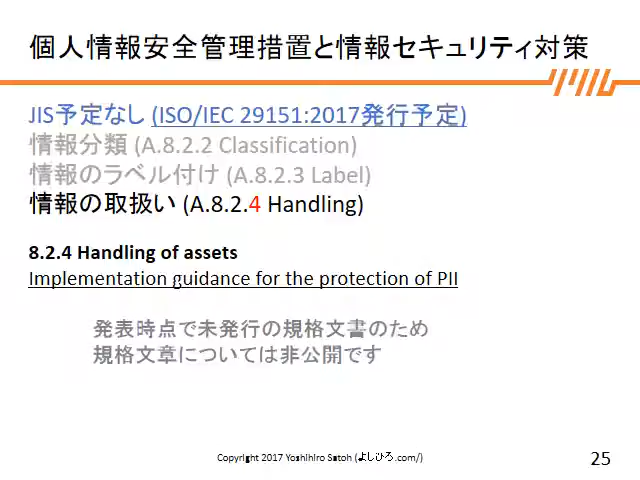 個人情報安全管理措置と情報セキュリティ対策
JIS予定なし (ISO/IEC 29151:2017発行予定)
情報分類 (A.8.2.2 Classification)
情報のラベル付け (A.8.2.3 Label)
情報の取扱い (A.8.2.4 Handling)
8.2.4 Handling of assets
Implementation guidance for the protection of PII
発表時点で未発行の規格文書のため
規格文章については非公開です
Copyright 2017 Yoshihiro Satoh (よしひろ.com/)
25